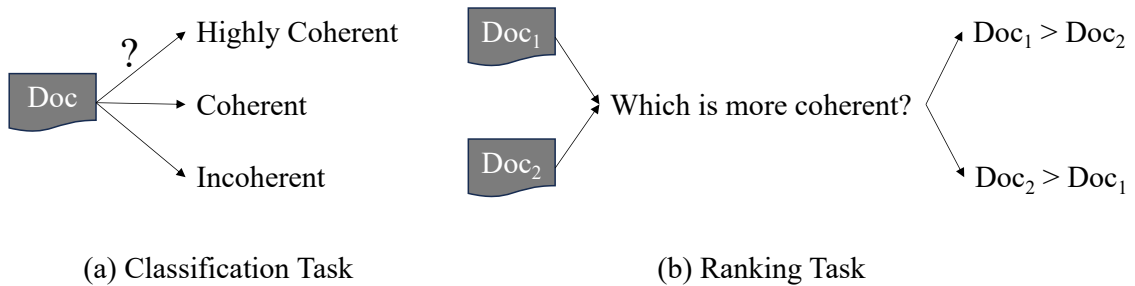 Doc
?
Highly Coherent
Coherent
Incoherent
(a) Classification Task
Doc₁
Doc₂
Which is more coherent?
Doc₁ > Doc₂
Doc₂ > Doc₁
(b) Ranking Task